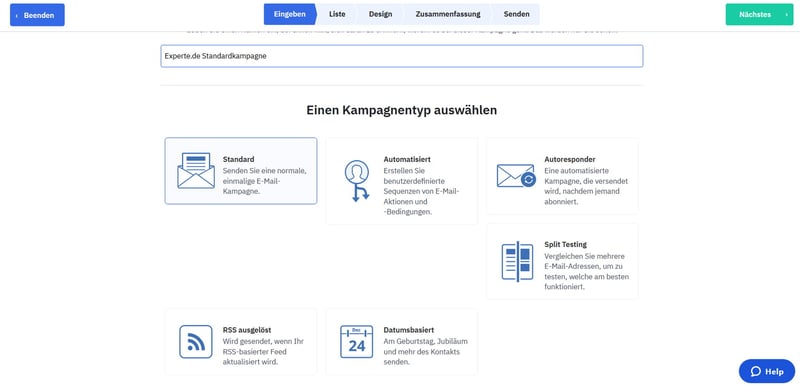 Beenden
Eingeben
Liste
Design
Zusammenfassung
Senden
Nächstes
Experte.de Standardkampagne
Einen Kampagnentyp auswählen
Standard
Senden Sie eine normale,
einmalige E-Mail-
Kampagne.
Automatisiert
Erstellen Sie
benutzerdefinierte
Sequenzen von E-Mail-
Aktionen und
-Bedingungen.
Autoresponder
Eine automatisierte
Kampagne, die versendet
wird, nachdem jemand
abonniert.
Split Testing
Vergleichen Sie mehrere
E-Mail-Adressen, um zu
testen, welche am besten
funktioniert.
RSS ausgelöst
Wird gesendet, wenn Ihr
RSS-basierter Feed
aktualisiert wird.
Dez
24
Datumsbasiert
Am Geburtstag, Jubiläum
und mehr des Kontakts
senden.
Help